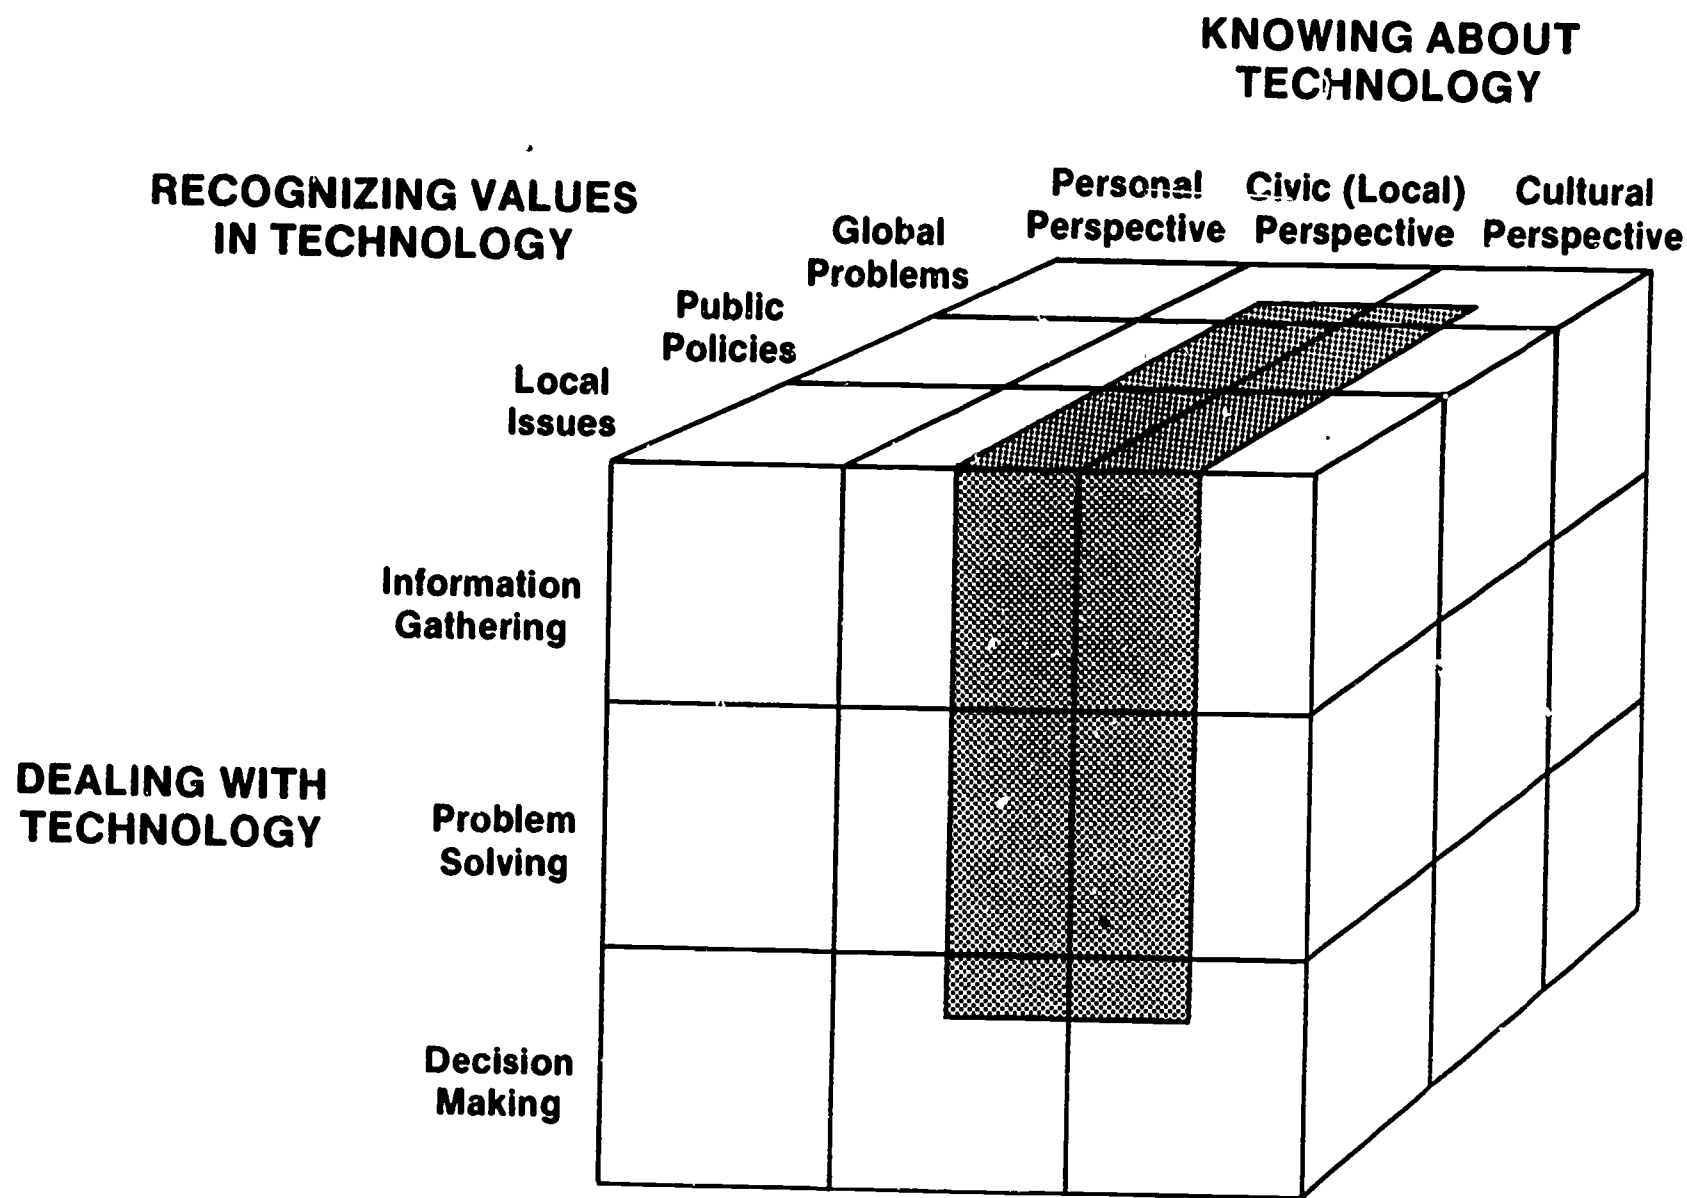 KNOWING ABOUT
TECHNOLOGY
RECOGNIZING VALUES
IN TECHNOLOGY
Personal
Perspective
Civic (Local)
Perspective
Cultural
Perspective
Global
Problems
Public
Policies
Local
Issues
Information
Gathering
DEALING WITH
TECHNOLOGY
Problem
Solving
Decision
Making